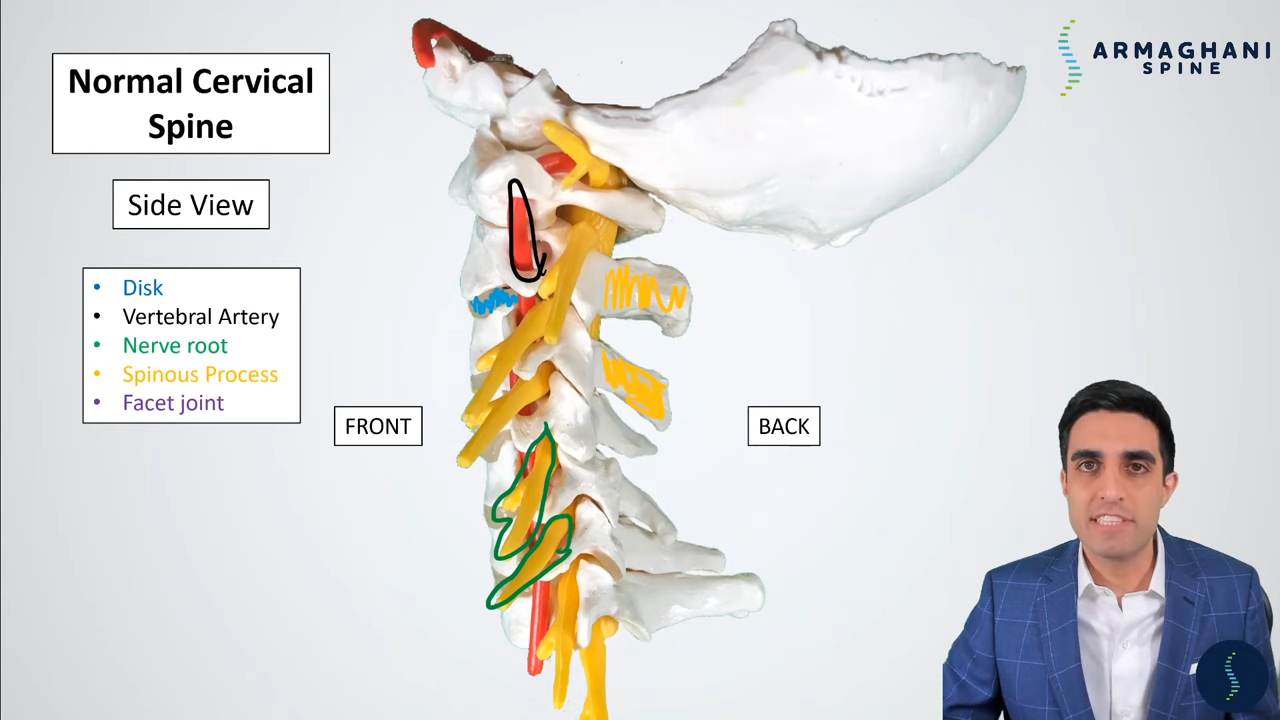 Normal Cervical
Spine
Side View
• Disk
• Vertebral Artery
• Nerve root
• Spinous Process
• Facet joint
FRONT
BACK
ARMAGHANI
SPINE